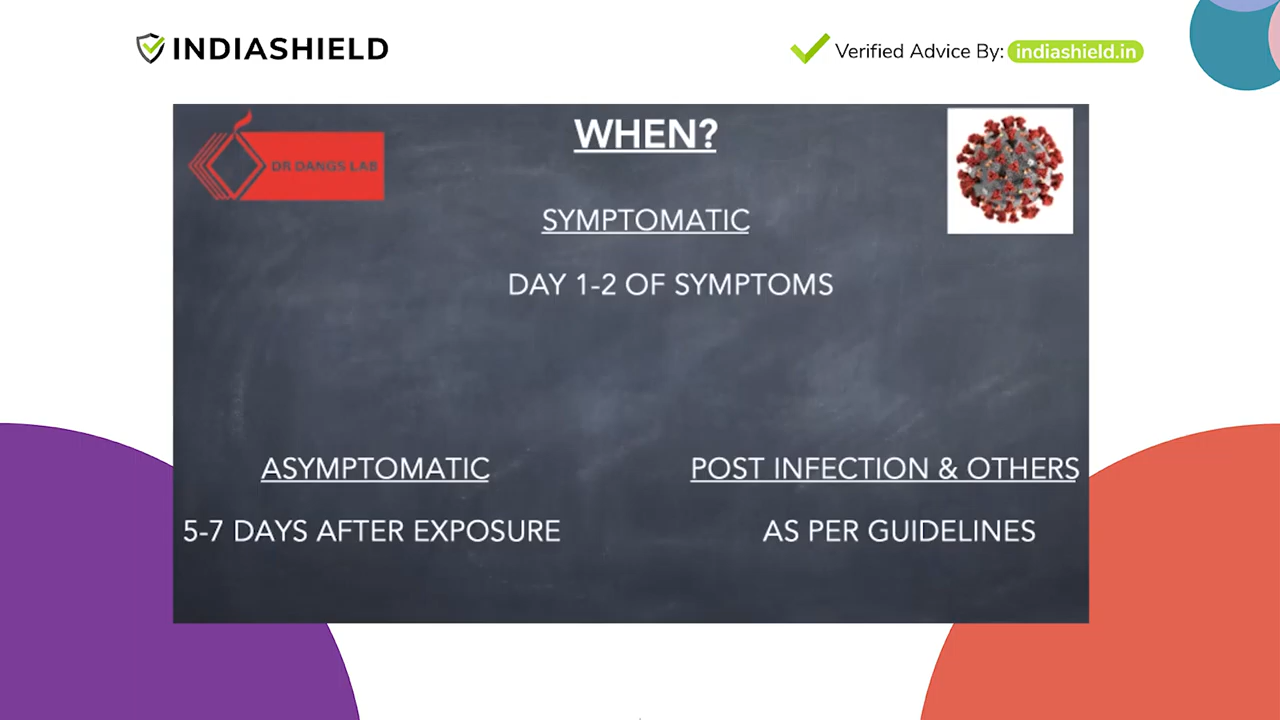 INDIASHIELD
Verified Advice By: indiashield.in
DR DANGS LAB
WHEN?
SYMPTOMATIC
DAY 1-2 OF SYMPTOMS
ASYMPTOMATIC
5-7 DAYS AFTER EXPOSURE
POST INFECTION & OTHERS
AS PER GUIDELINES